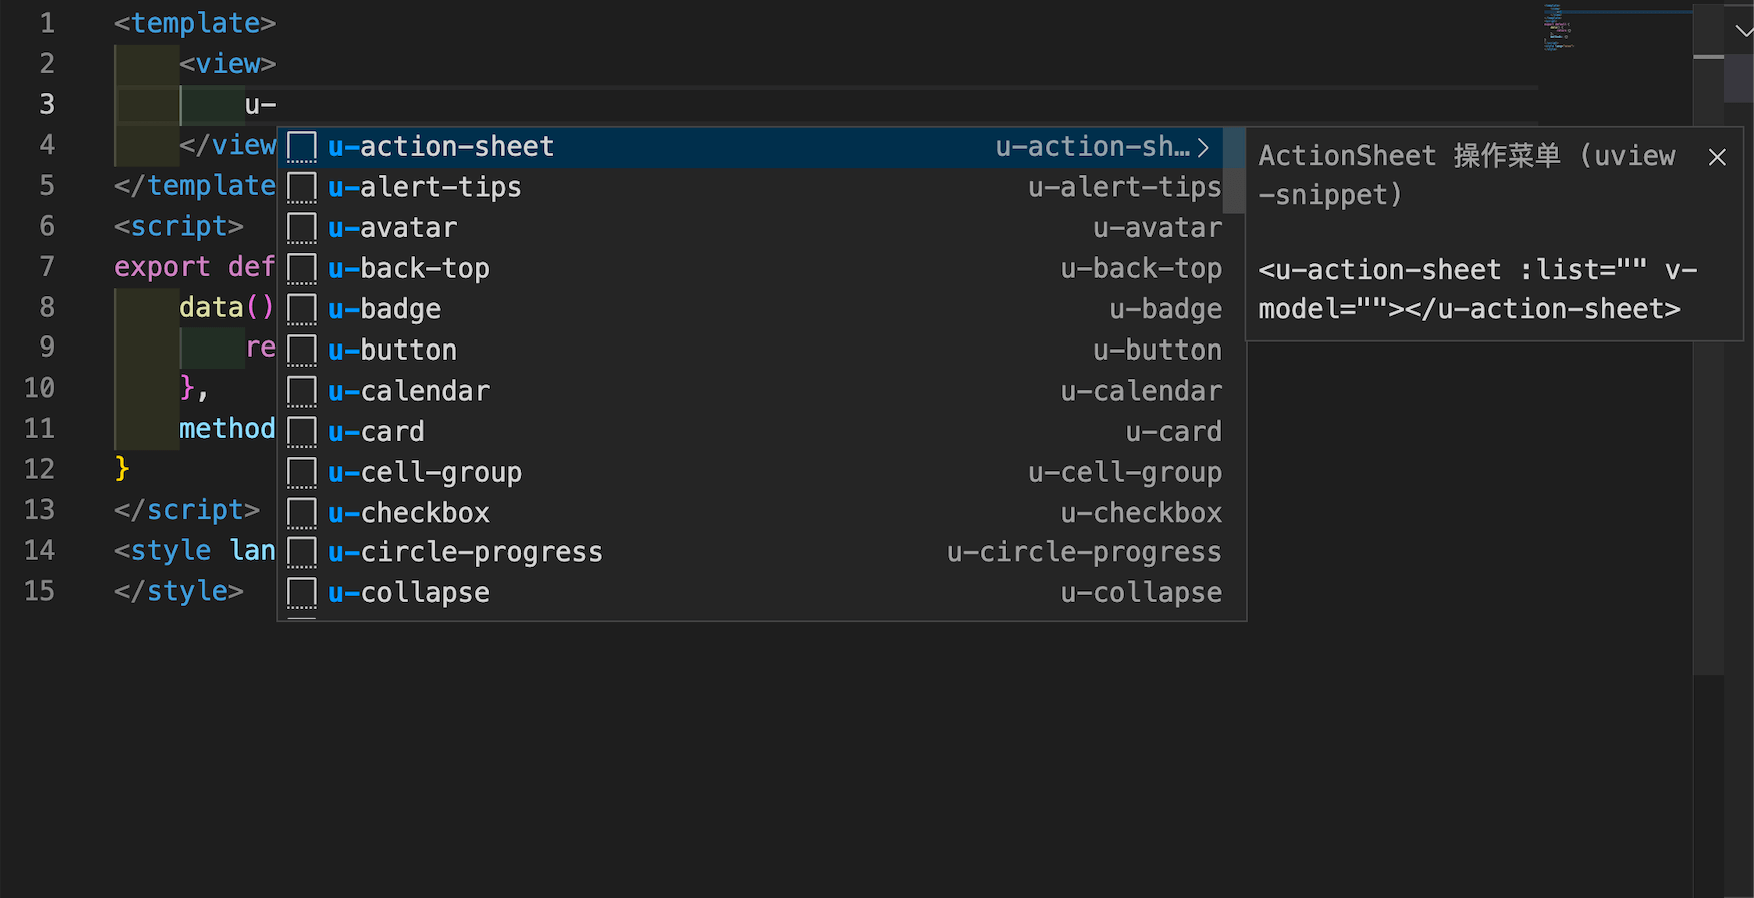 1 <template>
2 <view>
3 u-
4 </view
5 </template
6 <script>
7 export def
8 data()
9 re
10 },
11 method
12 }
13 </script>
14 <style lan
15 </style>
u-action-sheet u-action-sh…
u-alert-tips u-alert-tips
u-avatar u-avatar
u-back-top u-back-top
u-badge u-badge
u-button u-button
u-calendar u-calendar
u-card u-card
u-cell-group u-cell-group
u-checkbox u-checkbox
u-circle-progress u-circle-progress
u-collapse u-collapse
ActionSheet 操作菜单 (uview
-snippet)
<u-action-sheet :list="" v-
model=""></u-action-sheet>